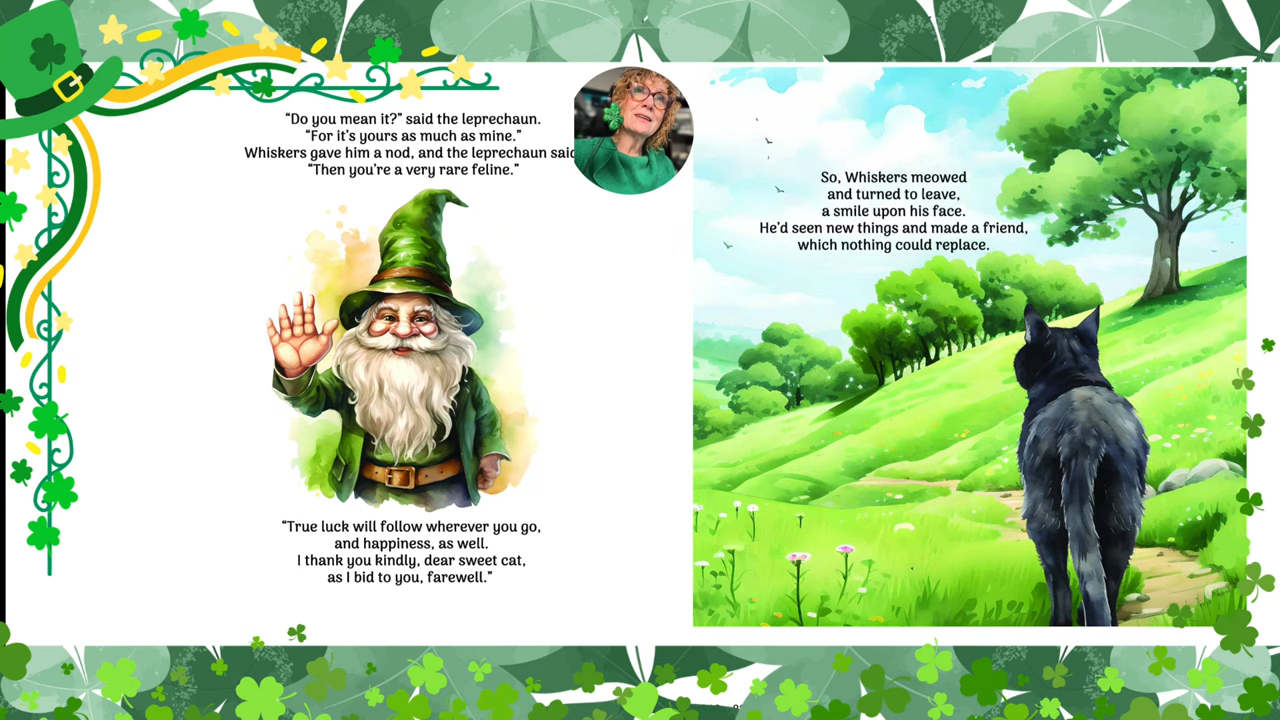 “Do you mean it?” said the leprechaun.
“For it’s yours as much as mine.”
Whiskers gave him a nod, and the leprechaun said
“Then you’re a very rare feline.”
“True luck will follow wherever you go,
and happiness, as well.
I thank you kindly, dear sweet cat,
as I bid to you, farewell.”
So, Whiskers meowed
and turned to leave,
a smile upon his face.
He’d seen new things and made a friend,
which nothing could replace.